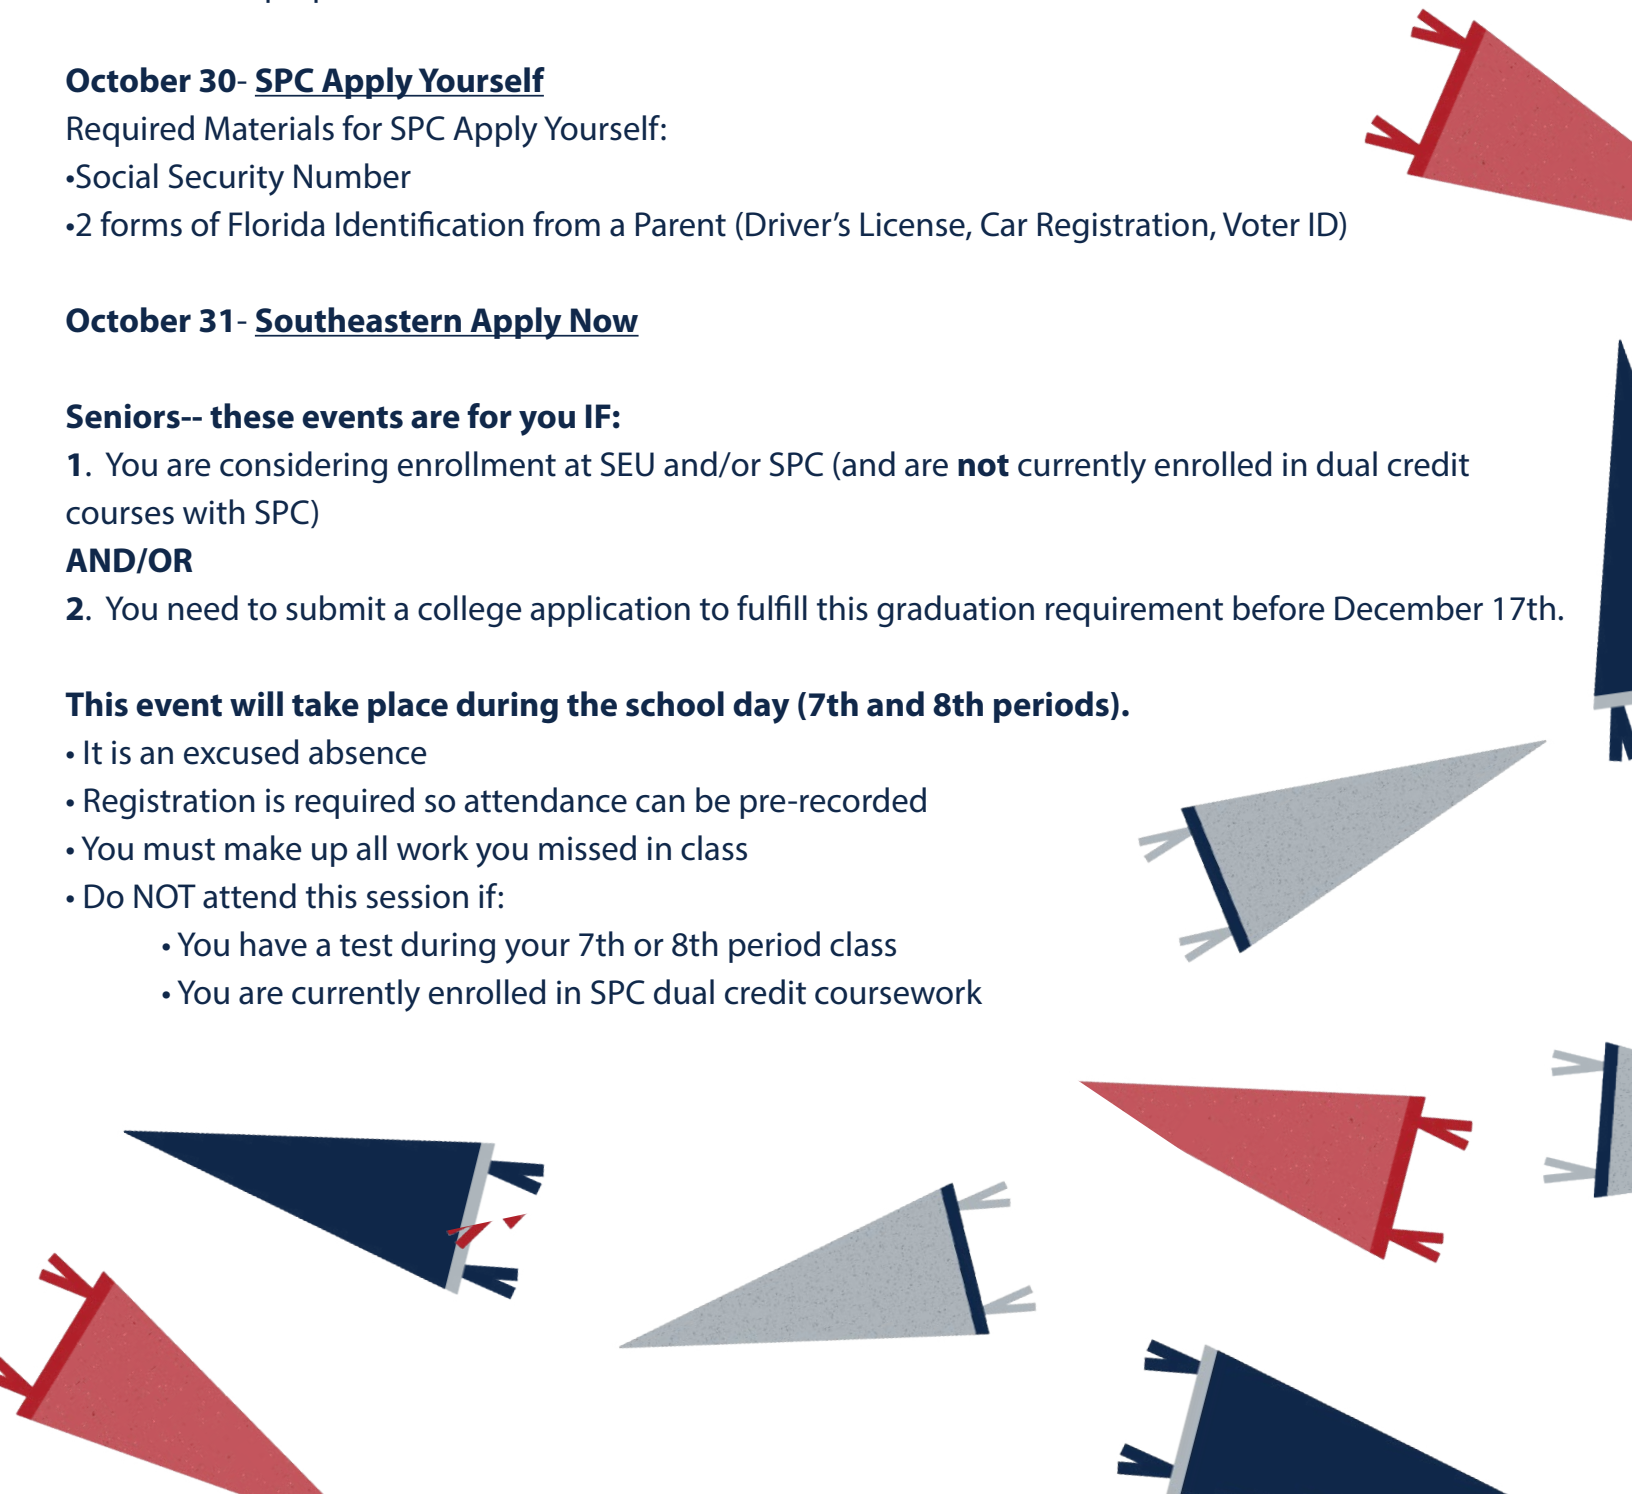 October 30- SPC Apply Yourself
Required Materials for SPC Apply Yourself:
•Social Security Number
•2 forms of Florida Identification from a Parent (Driver's License, Car Registration, Voter ID)
October 31- Southeastern Apply Now
Seniors-- these events are for you IF:
1.  You are considering enrollment at SEU and/or SPC (and are not currently enrolled in dual credit
courses with SPC)
AND/OR
2.  You need to submit a college application to fulfill this graduation requirement before December 17th.
This event will take place during the school day (7th and 8th periods).
• It is an excused absence
• Registration is required so attendance can be pre-recorded
• You must make up all work you missed in class
• Do NOT attend this session if:
• You have a test during your 7th or 8th period class
• You are currently enrolled in SPC dual credit coursework